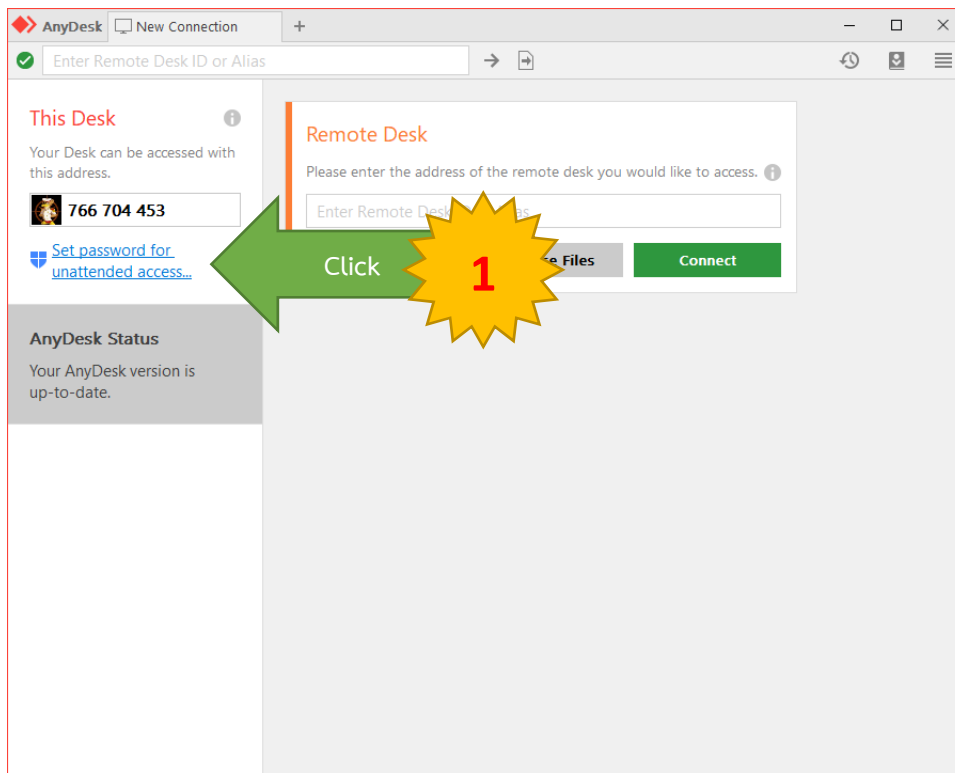 AnyDesk New Connection +
Enter Remote Desk ID or Alias
This Desk
Your Desk can be accessed with
this address.
766 704 453
Set password for
unattended access...
AnyDesk Status
Your AnyDesk version is
up-to-date.
Remote Desk
Please enter the address of the remote desk you would like to access.
Enter Remote Desk
Click
1
Files
Connect